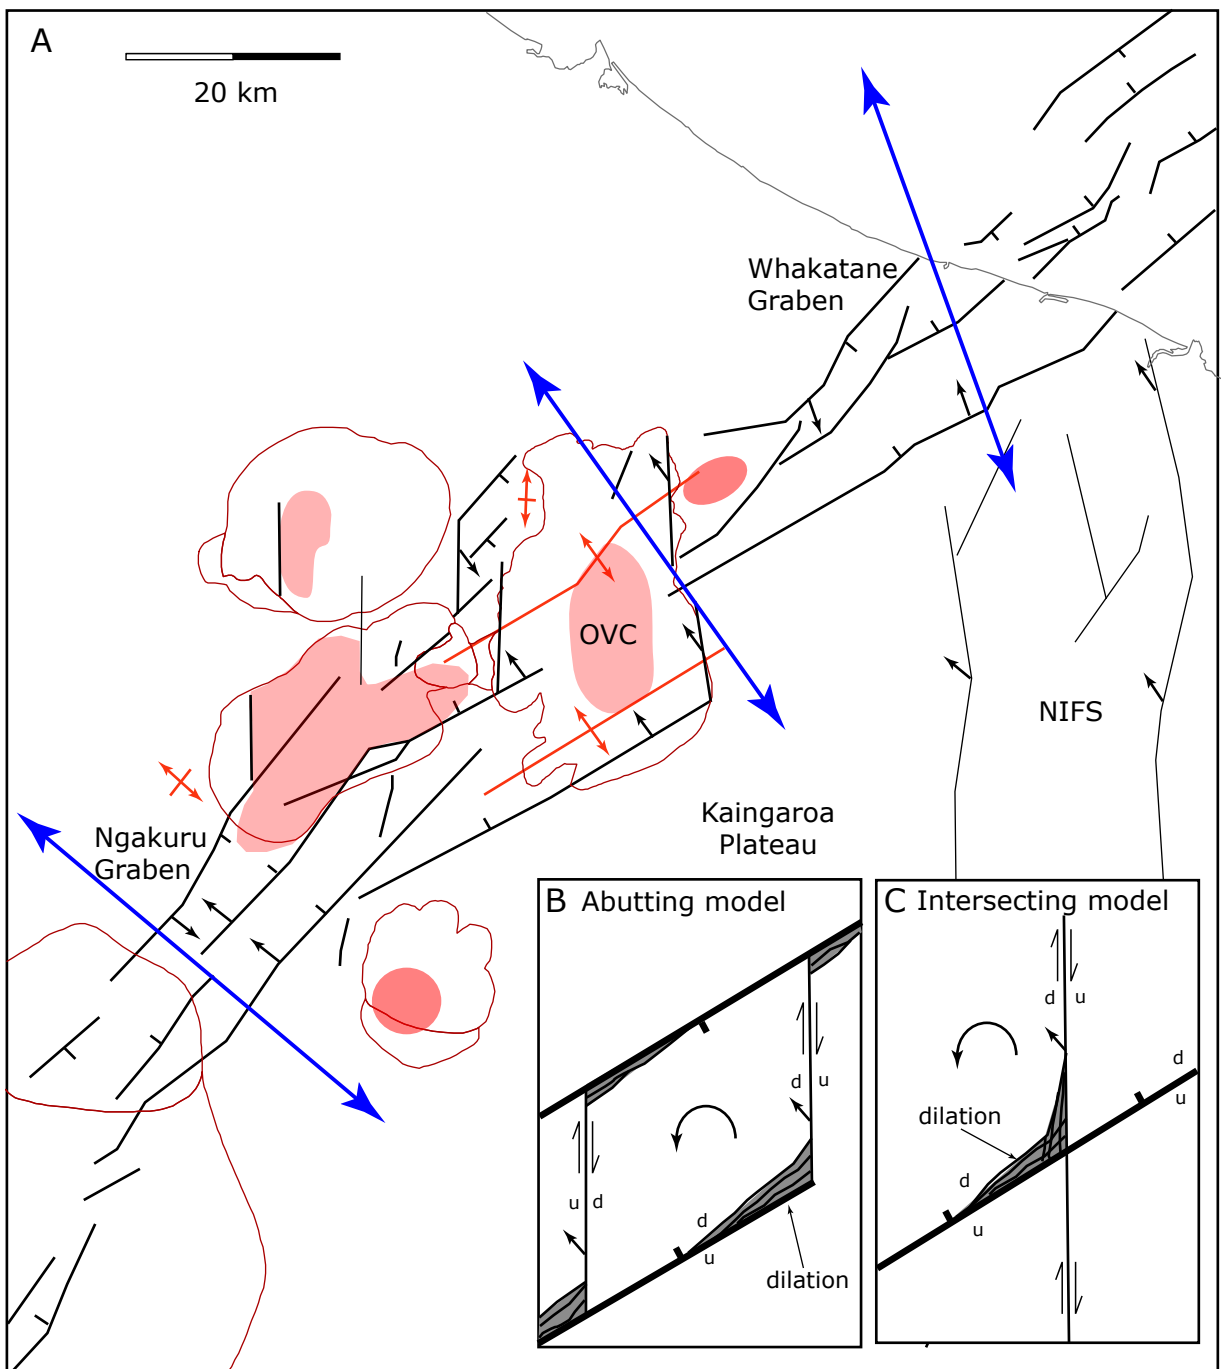 A
20 km
Whakatane
Graben
OVC
NIFS
Kaingaroa
Plateau
Ngakuru
Graben
B Abutting model
d
u
u d
d
u
dilation
C Intersecting model
d u
d
u
dilation
d
u